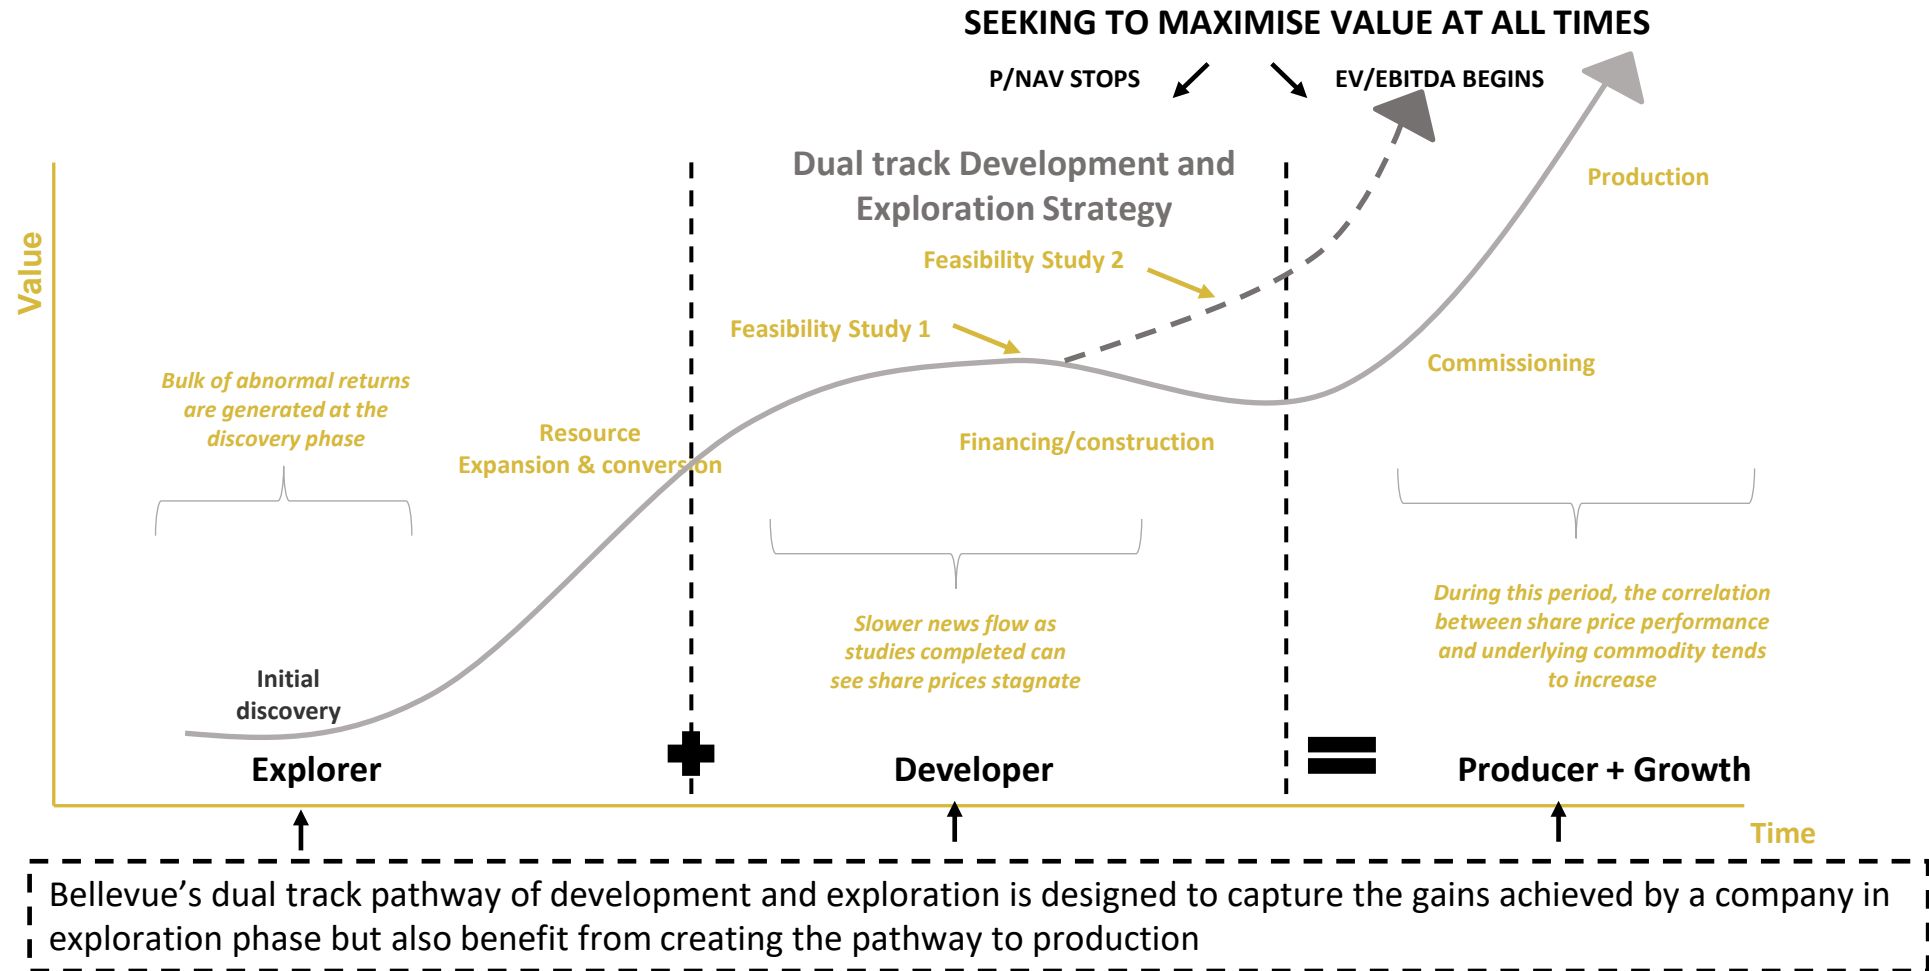 SEEKING TO MAXIMISE VALUE AT ALL TIMES
P/NAV STOPS
EV/EBITDA BEGINS
Dual track Development and
Exploration Strategy
Production
Value
Feasibility Study 2
Feasibility Study 1
Commissioning
Bulk of abnormal returns
are generated at the
discovery phase
Resource
Expansion & conversion
Financing/construction
Slower news flow as
studies completed can
see share prices stagnate
During this period, the correlation
between share price performance
and underlying commodity tends
to increase
Initial
discovery
Explorer
Developer
Producer + Growth
Time
Bellevue’s dual track pathway of development and exploration is designed to capture the gains achieved by a company in
exploration phase but also benefit from creating the pathway to production